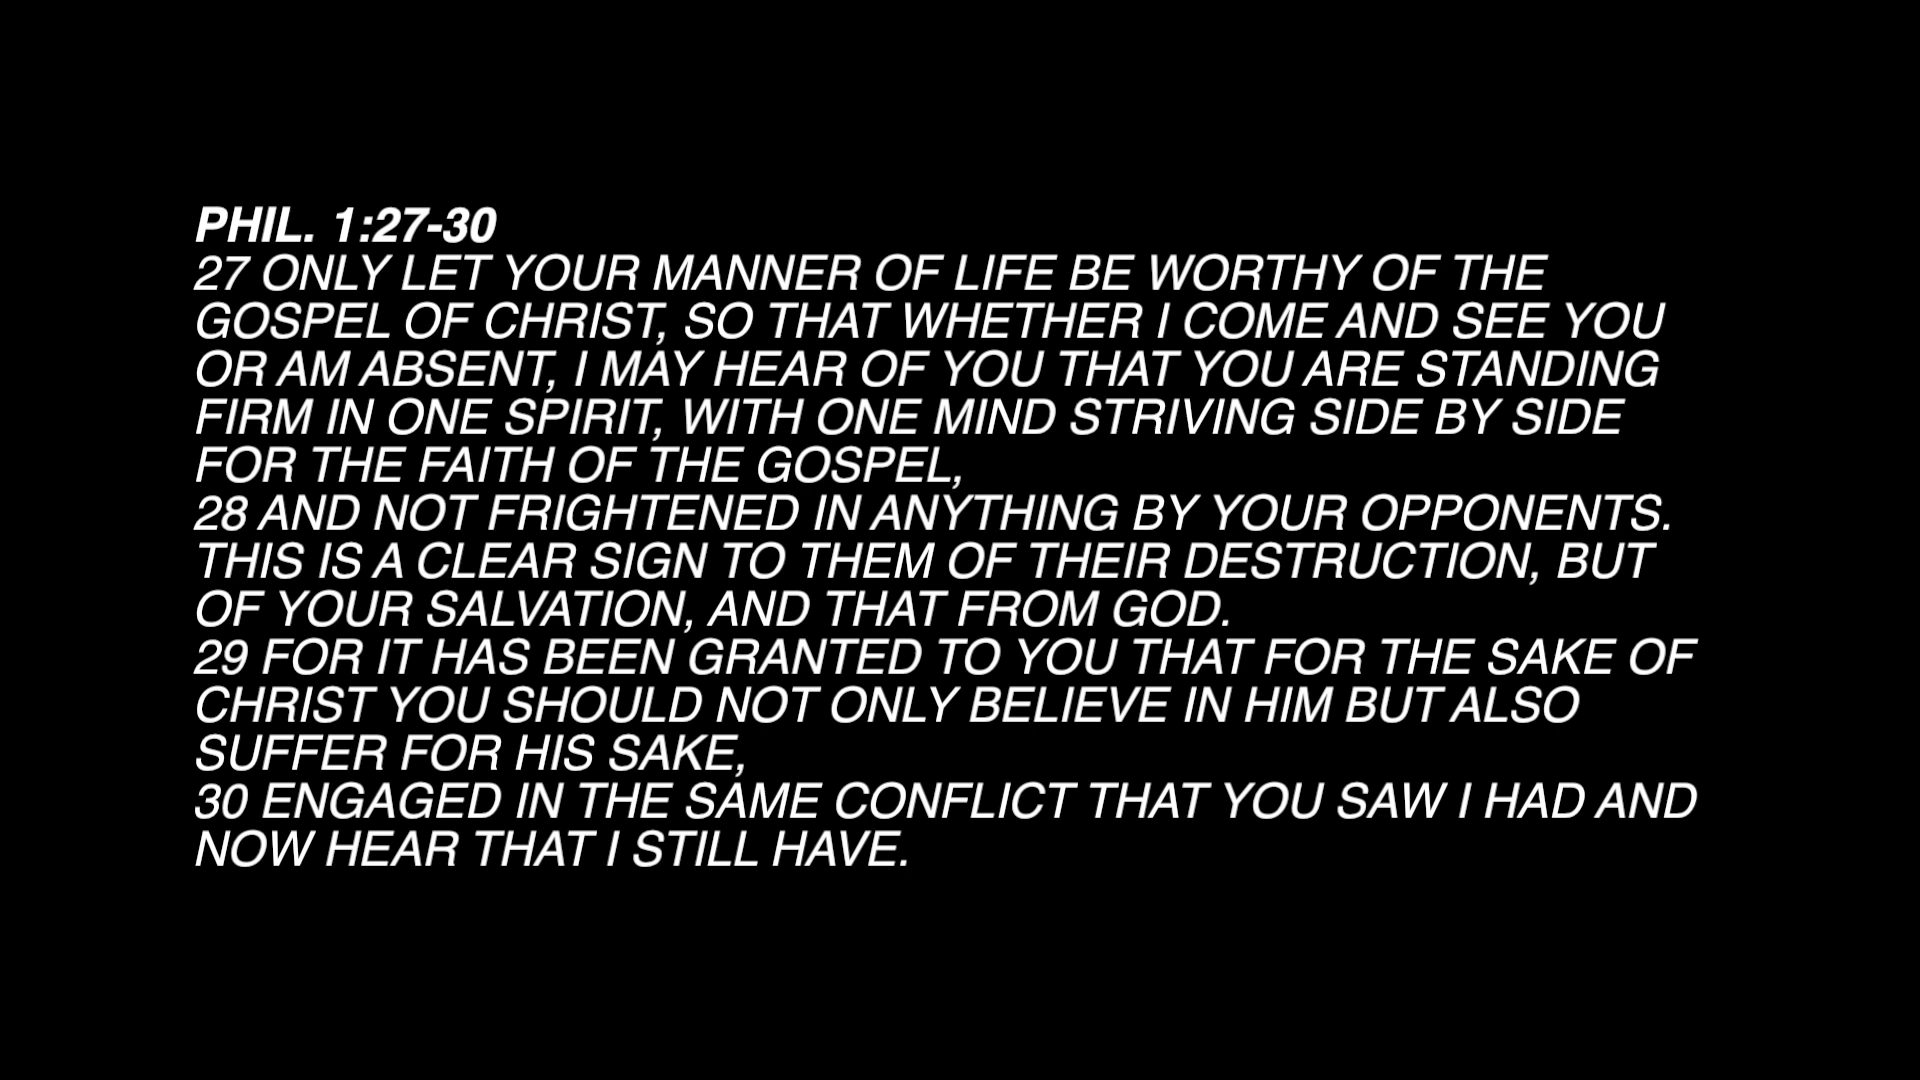 PHIL. 1:27-30
27 ONLY LET YOUR MANNER OF LIFE BE WORTHY OF THE
GOSPEL OF CHRIST, SO THAT WHETHER I COME AND SEE YOU
OR AM ABSENT, I MAY HEAR OF YOU THAT YOU ARE STANDING
FIRM IN ONE SPIRIT, WITH ONE MIND STRIVING SIDE BY SIDE
FOR THE FAITH OF THE GOSPEL,
28 AND NOT FRIGHTENED IN ANYTHING BY YOUR OPPONENTS.
THIS IS A CLEAR SIGN TO THEM OF THEIR DESTRUCTION, BUT
OF YOUR SALVATION, AND THAT FROM GOD.
29 FOR IT HAS BEEN GRANTED TO YOU THAT FOR THE SAKE OF
CHRIST YOU SHOULD NOT ONLY BELIEVE IN HIM BUT ALSO
SUFFER FOR HIS SAKE,
30 ENGAGED IN THE SAME CONFLICT THAT YOU SAW I HAD AND
NOW HEAR THAT I STILL HAVE.